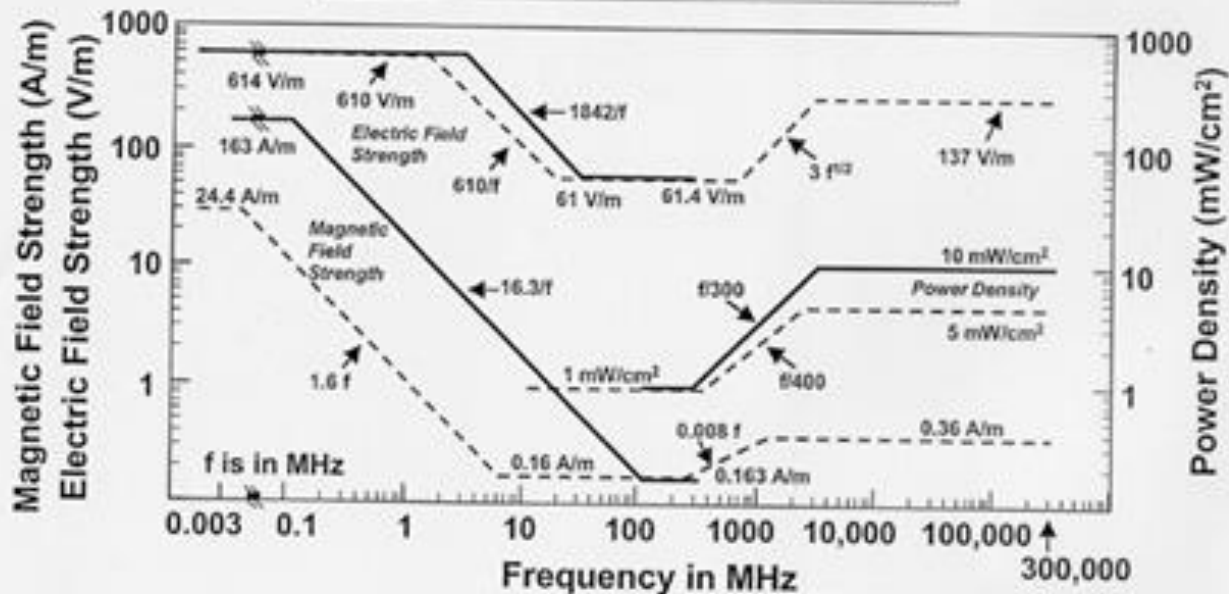 Magnetic Field Strength (A/m)
Electric Field Strength (V/m)
Power Density (mW/cm²)
1000
100
10
1
1000
100
10
1
614 V/m
610 V/m
1842/f
163 A/m
Electric Field
Strength
610/f
61 V/m
61.4 V/m
3 f^1/2
137 V/m
24.4 A/m
Magnetic
Field
Strength
16.3/f
f/300
10 mW/cm²
Power Density
5 mW/cm²
1.6 f
1 mW/cm²
f/400
0.008 f
0.36 A/m
f is in MHz
0.16 A/m
0.163 A/m
0.003 0.1 1 10 100 1000 10,000 100,000
300,000
Frequency in MHz